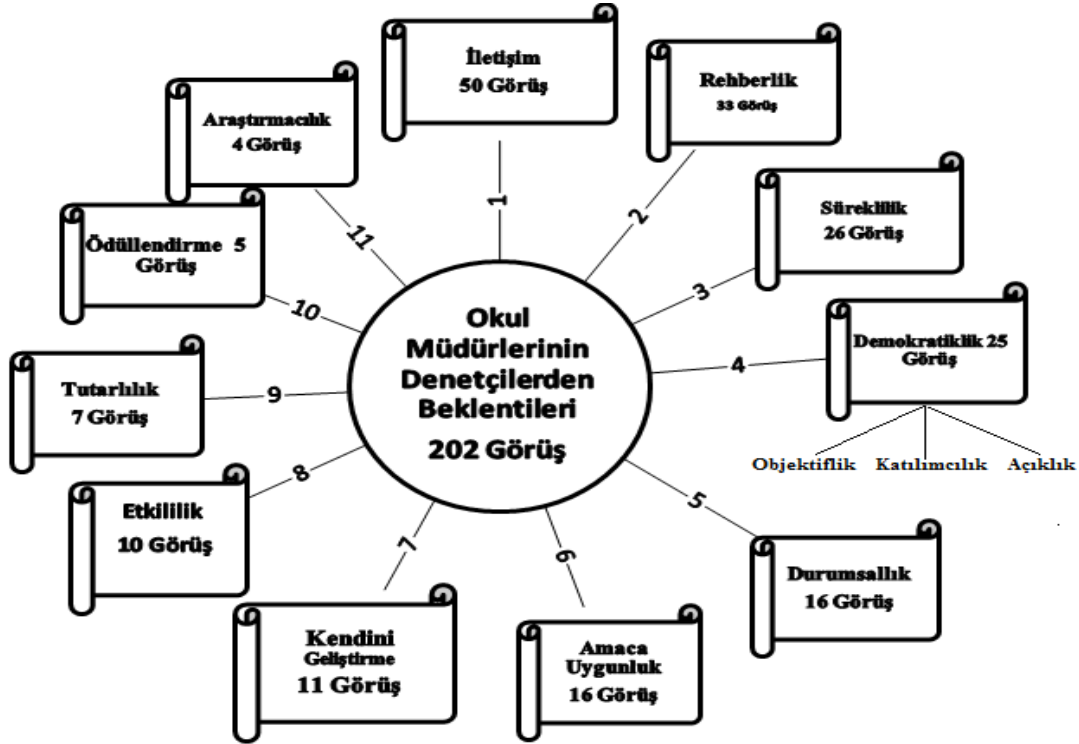 İletişim
50 Görüş
Rehberlik
33 Görüş
Süreklilik
26 Görüş
Demokratiklik 25
Görüş
Objektiflik Katılımcılık Açıklık
Durumsallık
16 Görüş
Amaca
Uygunluk
16 Görüş
Kendini
Geliştirme
11 Görüş
Etkililik
10 Görüş
Tutarlılık
7 Görüş
Ödüllendirme 5
Görüş
Araştırmacılık
4 Görüş
Okul
Müdürlerinin
Denetçilerden
Beklentileri
202 Görüş
1
2
3
4
5
6
7
8
9
10
11